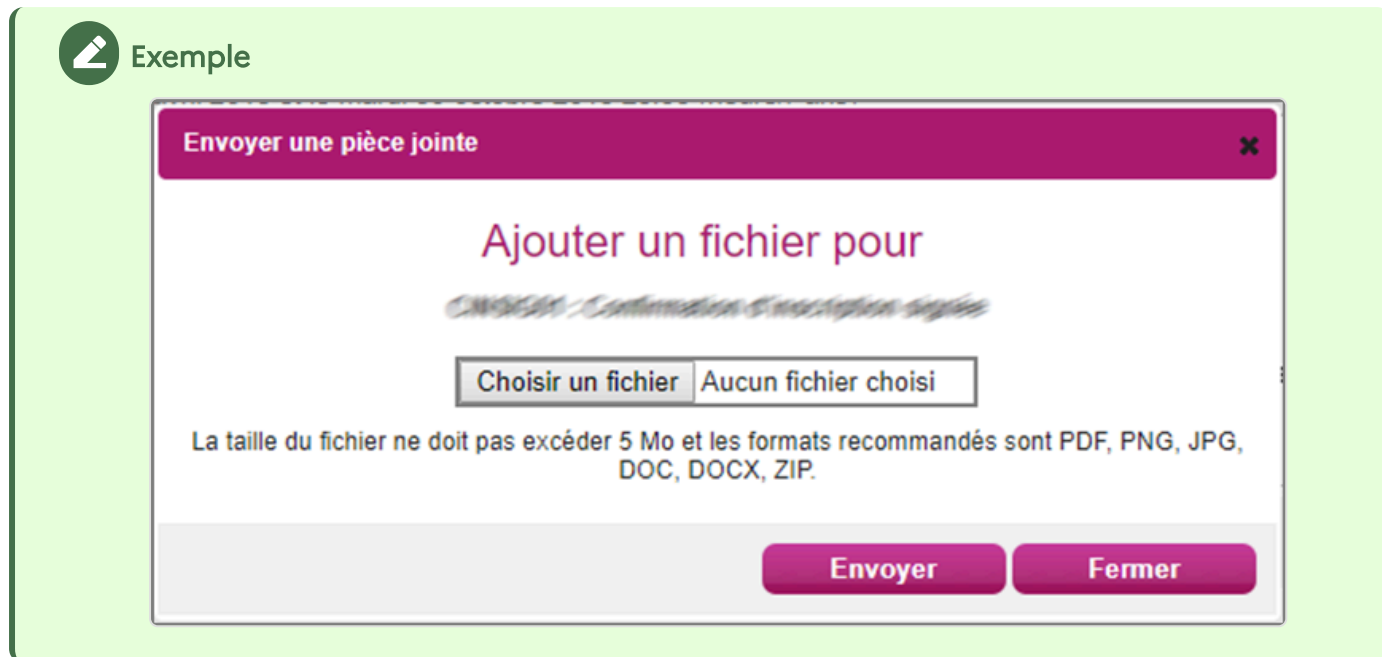 Exemple
Envoyer une pièce jointe
Ajouter un fichier pour
Confirmation d'inscription
Choisir un fichier Aucun fichier choisi
La taille du fichier ne doit pas excéder 5 Mo et les formats recommandés sont PDF, PNG, JPG,
DOC, DOCX, ZIP.
Envoyer Fermer